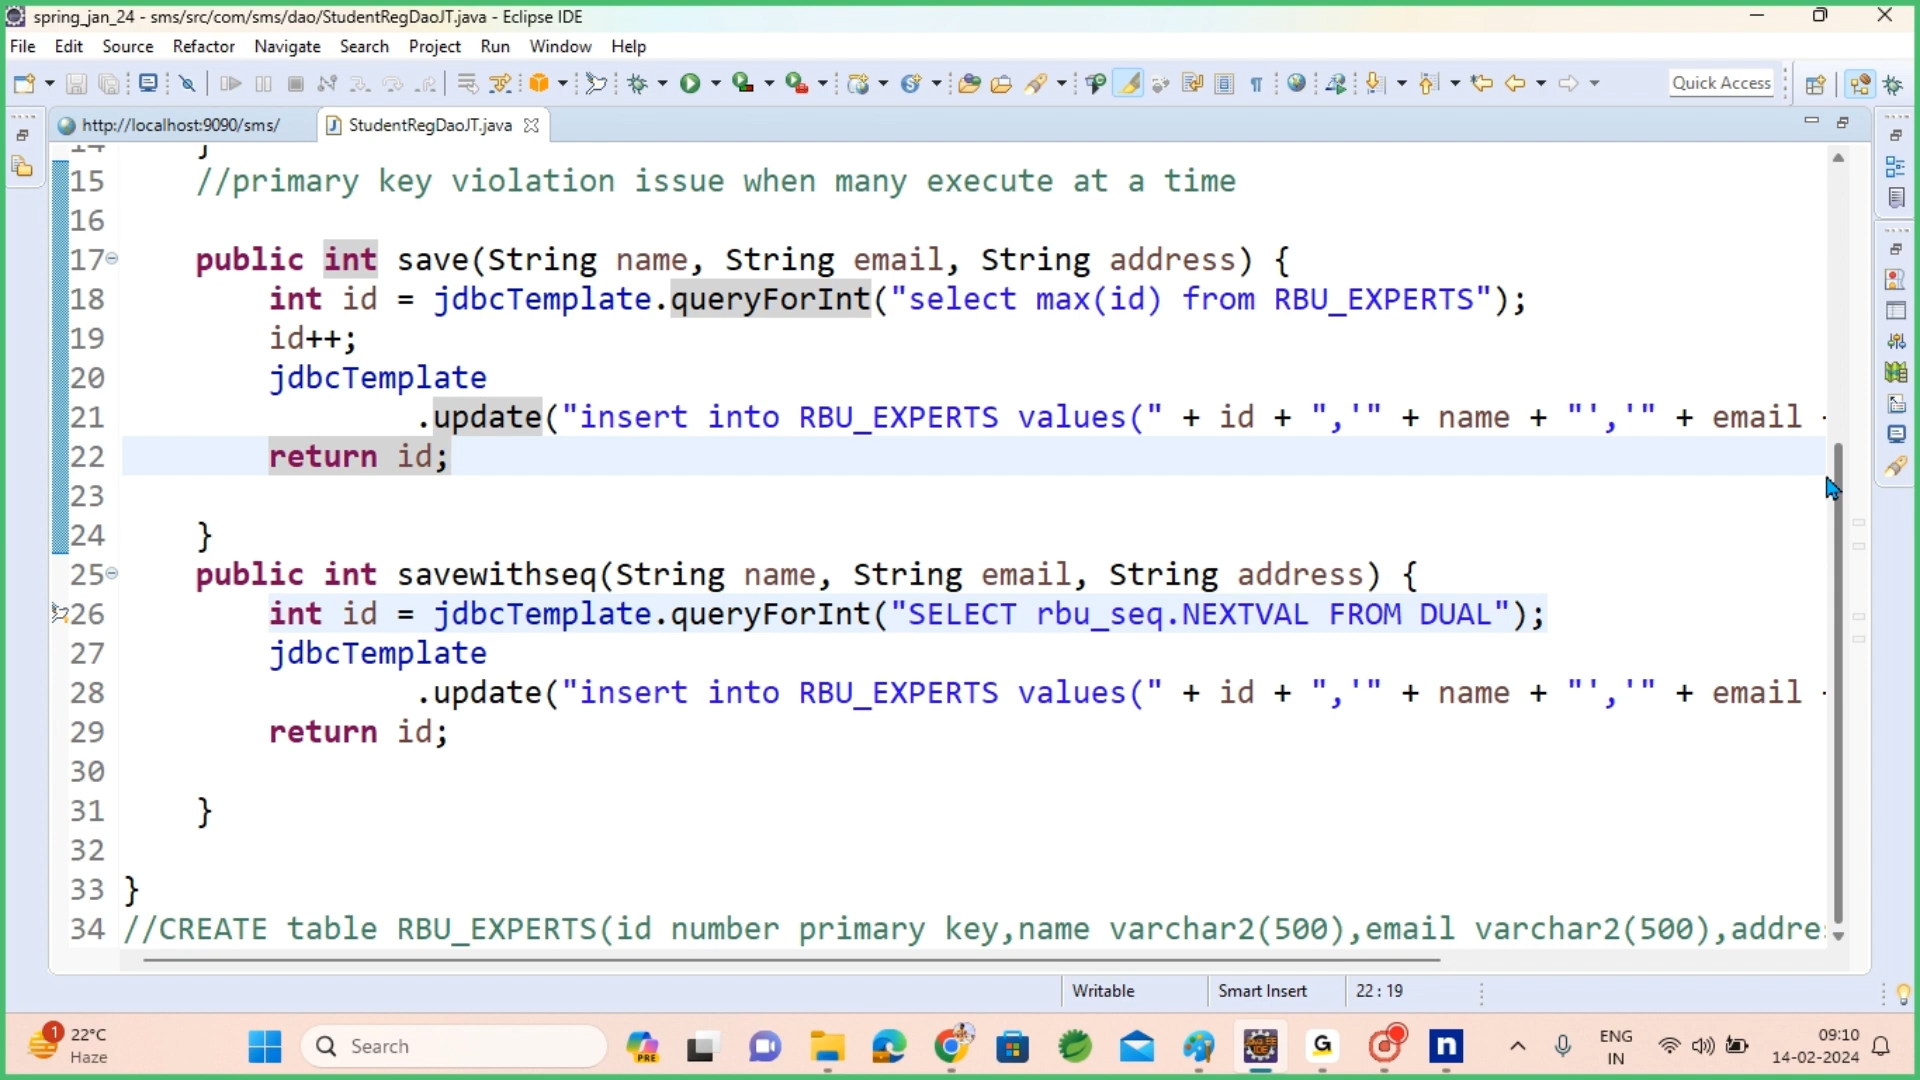 spring_jan_24 - sms/src/com/sms/dao/StudentRegDaoJT.java - Eclipse IDE
File Edit Source Refactor Navigate Search Project Run Window Help
Quick Access
http://localhost:9090/sms/ StudentRegDaoJT.java
14 }
15 //primary key violation issue when many execute at a time
16
17 public int save(String name, String email, String address) {
18 int id = jdbcTemplate.queryForInt("select max(id) from RBU_EXPERTS");
19 id++;
20 jdbcTemplate
21 .update("insert into RBU_EXPERTS values(" + id + ",'" + name + "','" + email +
22 return id;
23
24 }
25 public int savewithseq(String name, String email, String address) {
26 int id = jdbcTemplate.queryForInt("SELECT rbu_seq.NEXTVAL FROM DUAL");
27 jdbcTemplate
28 .update("insert into RBU_EXPERTS values(" + id + ",'" + name + "','" + email +
29 return id;
30
31 }
32
33 }
34 //CREATE table RBU_EXPERTS(id number primary key,name varchar2(500),email varchar2(500),addre
Writable Smart Insert 22 : 19
1 22°C
Haze
Search
PRE
ENG
IN
09:10
14-02-2024